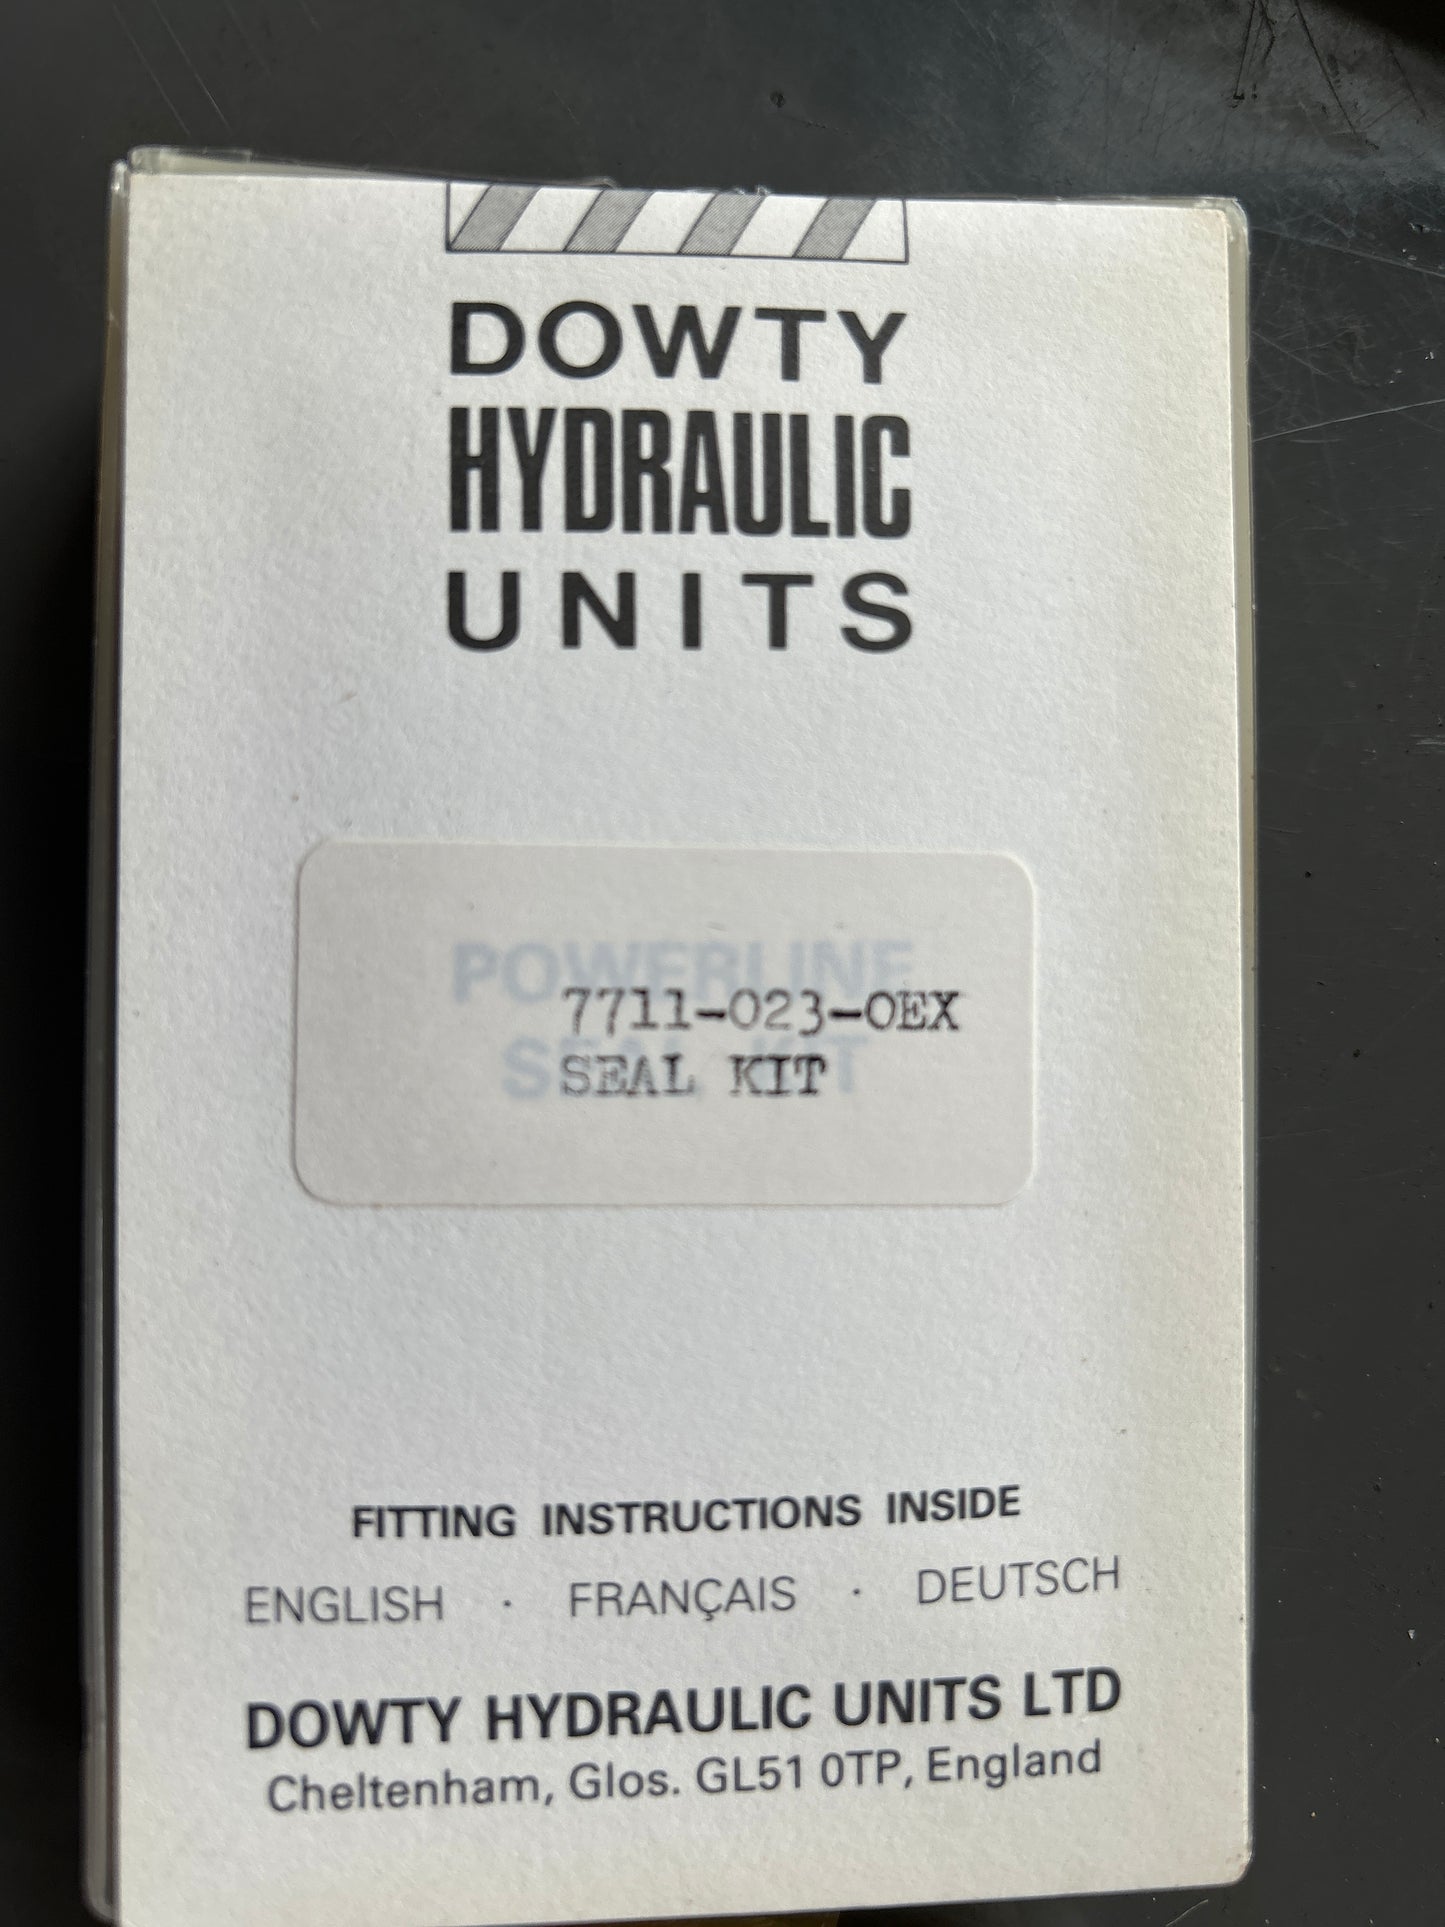 DOWTY
HYDRAULIC
UNITS
POWERLINE
SEAL KIT
7711-023-OEX
SEAL KIT
FITTING INSTRUCTIONS INSIDE
ENGLISH · FRANÇAIS · DEUTSCH
DOWTY HYDRAULIC UNITS LTD
Cheltenham, Glos. GL51 0TP, England